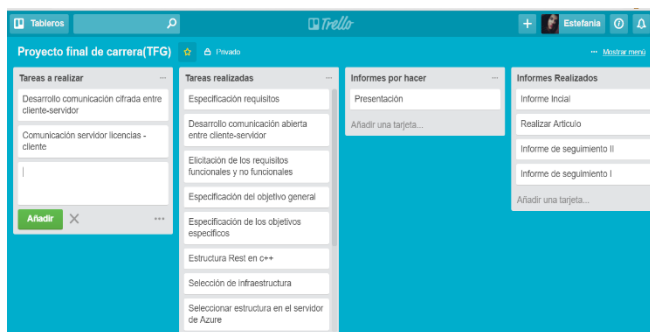 Tableros
Trello
Estefania
Proyecto final de carrera(TFG)
Privado
Mostrar menú
Tareas a realizar
Desarrollo comunicación cifrada entre
cliente-servidor
Comunicación servidor licencias -
cliente
Añadir
Tareas realizadas
Especificación requisitos
Desarrollo comunicación abierta
entre cliente-servidor
Elicitación de los requisitos
funcionales y no funcionales
Especificación del objetivo general
Especificación de los objetivos
especificos
Estructura Rest en c++
Selección de infraestructura
Seleccionar estructura en el servidor
de Azure
Informes por hacer
Presentación
Añadir una tarjeta...
Informes Realizados
Informe Incial
Realizar Articulo
Informe de seguimiento II
Informe de seguimiento I
Añadir una tarjeta...